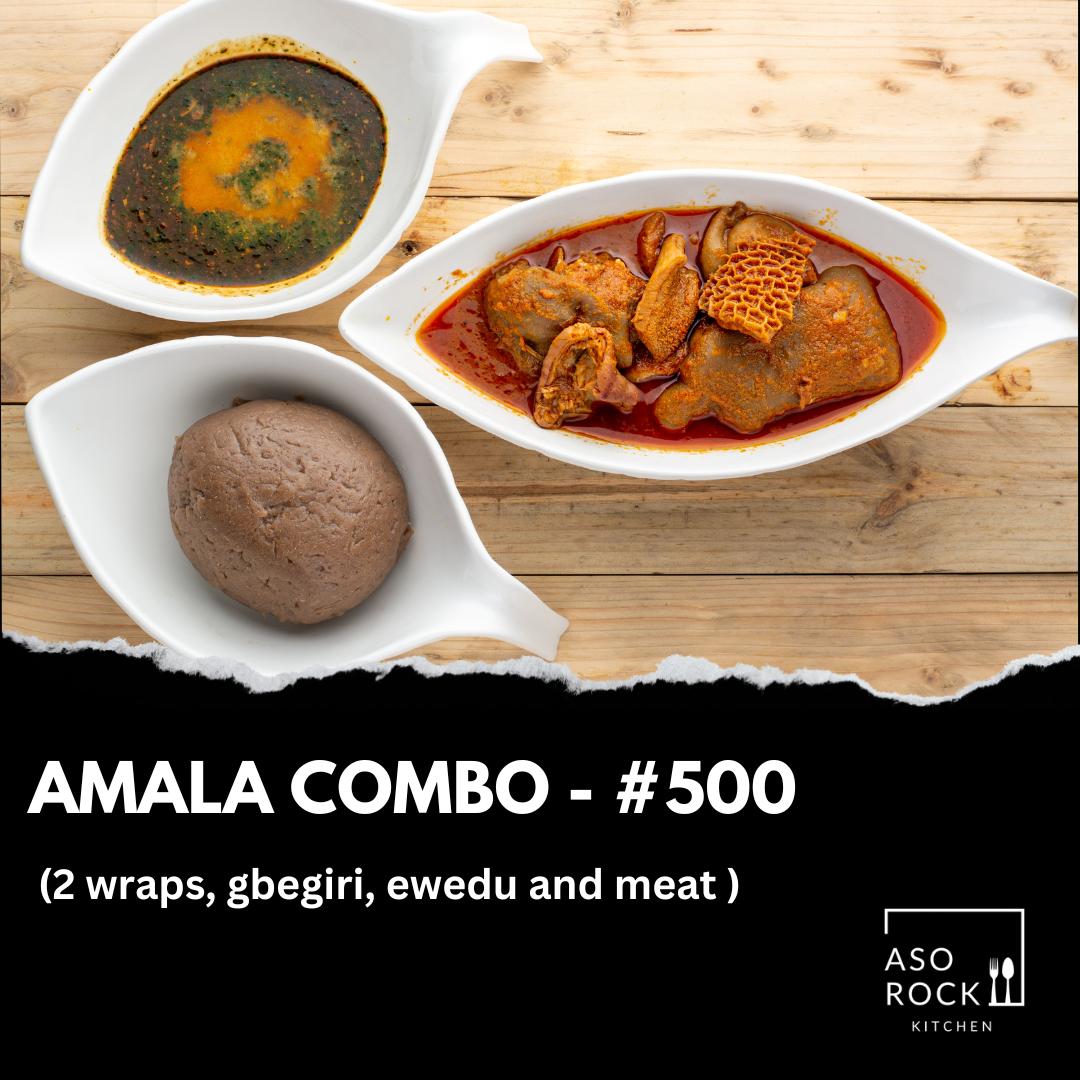 AMALA COMBO - #500
(2 wraps, gbegiri, ewedu and meat )
ASO
ROCK
KITCHEN